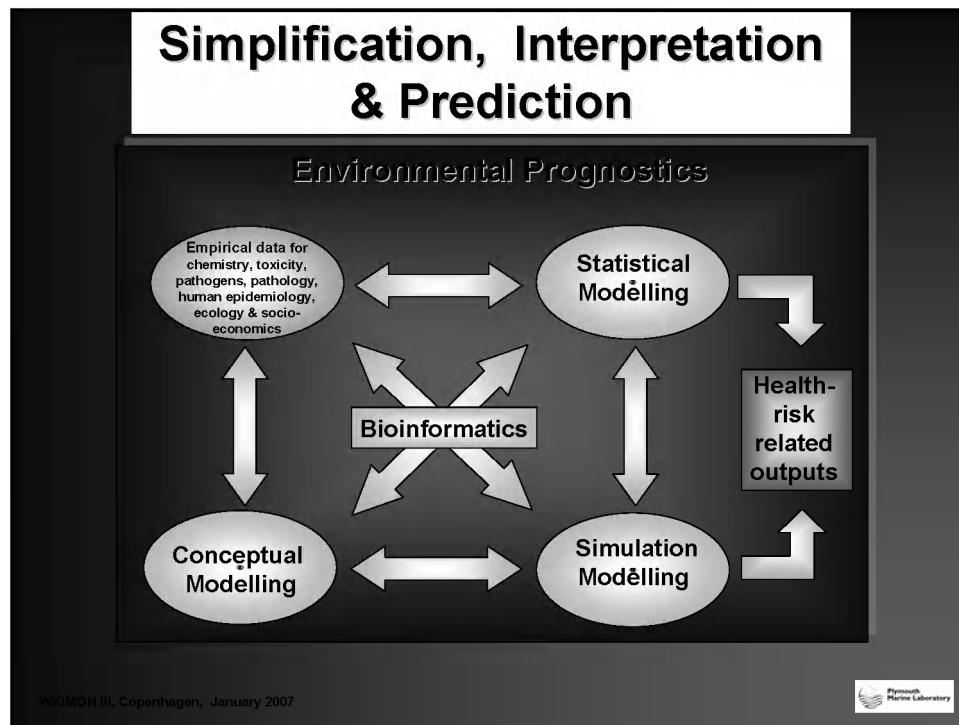 Simplification, Interpretation
& Prediction
Environmental Prognostics
Empirical data for
chemistry, toxicity,
pathogens, pathology,
human epidemiology,
ecology & socio-
economics
Statistical
Modelling
Bioinformatics
Health-
risk
related
outputs
Conceptual
Modelling
Simulation
Modelling
WKIMON III, Copenhagen, January 2007
Plymouth
Marine Laboratory